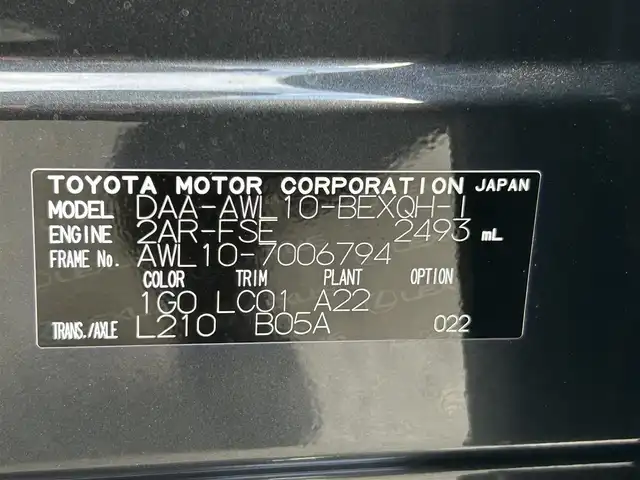 TOYOTA MOTOR CORPORATION JAPAN
MODEL DAA-AWL10-BEXQH-1
ENGINE 2AR-FSE 2493 mL
FRAME No. AWL10-7006794
COLOR TRIM PLANT OPTION
1G0 LC01 A22
TRANS./AXLE L210 B05A 022